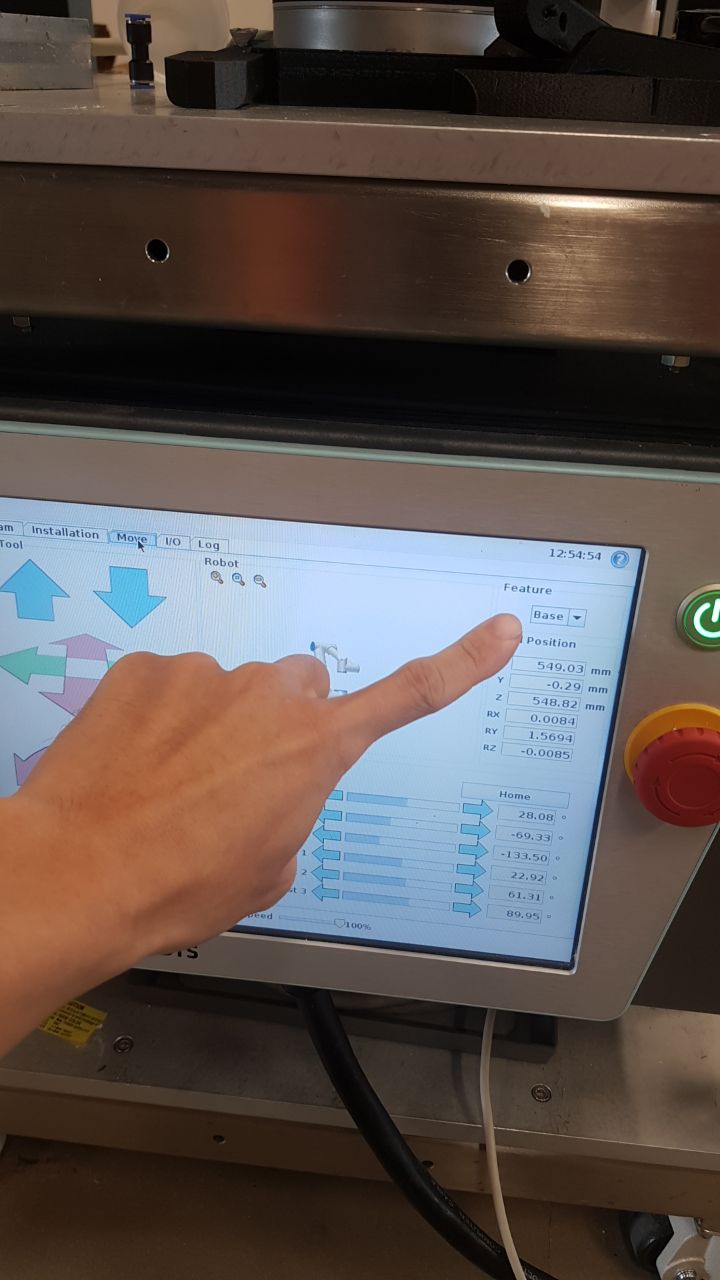 am Installation Move I/O Log 12:54:54 ?
Tool
Robot
Feature
Base
Position
549.03 mm
Y -0.29 mm
Z 548.82 mm
RX 0.0084
RY 1.5694
RZ -0.0085
Home
28.08 °
-69.33 °
-133.50 °
1 22.92 °
2 61.31 °
st 3 89.95 °
peed 100%